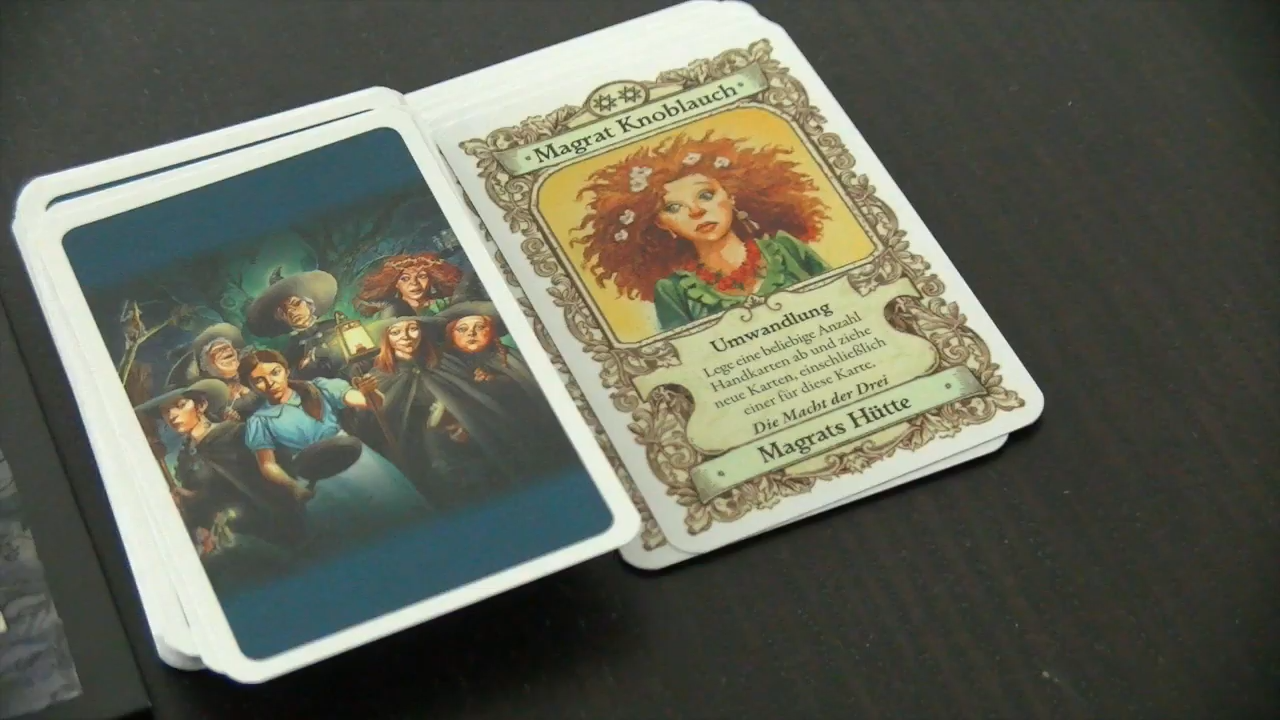 Magrat Knoblauch
Umwandlung
Lege eine beliebige Anzahl
Handkarten ab und ziehe
neue Karten, einschließlich
einer für diese Karte.
Die Macht der Drei
Magrats Hütte